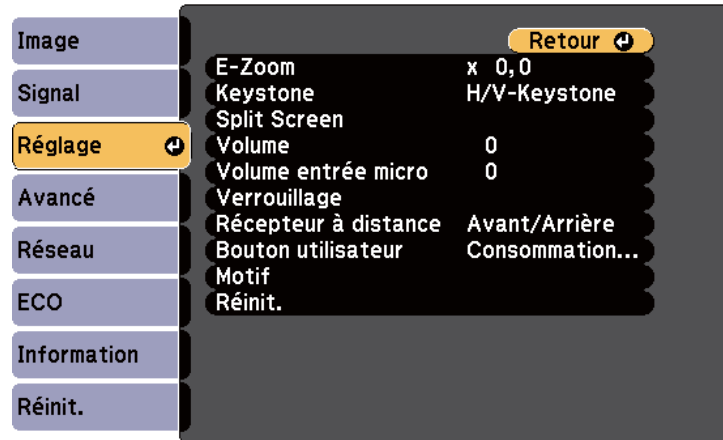 Image
Signal
Réglage
Avancé
Réseau
ECO
Information
Réinit.
Retour
E-Zoom x 0,0
Keystone H/V-Keystone
Split Screen
Volume 0
Volume entrée micro 0
Verrouillage
Récepteur à distance Avant/Arrière
Bouton utilisateur Consommation...
Motif
Réinit.